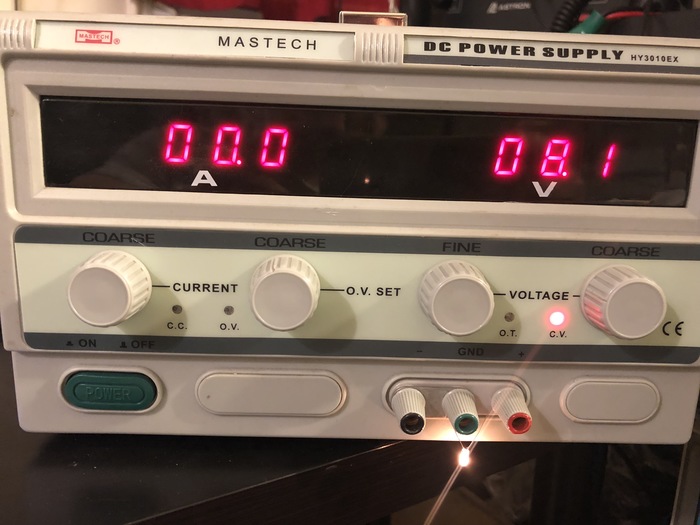 ASTRON
MASTECH ®
MASTECH
DC POWER SUPPLY HY3010EX
00.0
A
08.1
V
COARSE
COARSE
FINE
COARSE
CURRENT
O.V. SET
VOLTAGE
C.C.
O.V.
O.T.
C.V.
CE
ON
OFF
- GND +
POWER